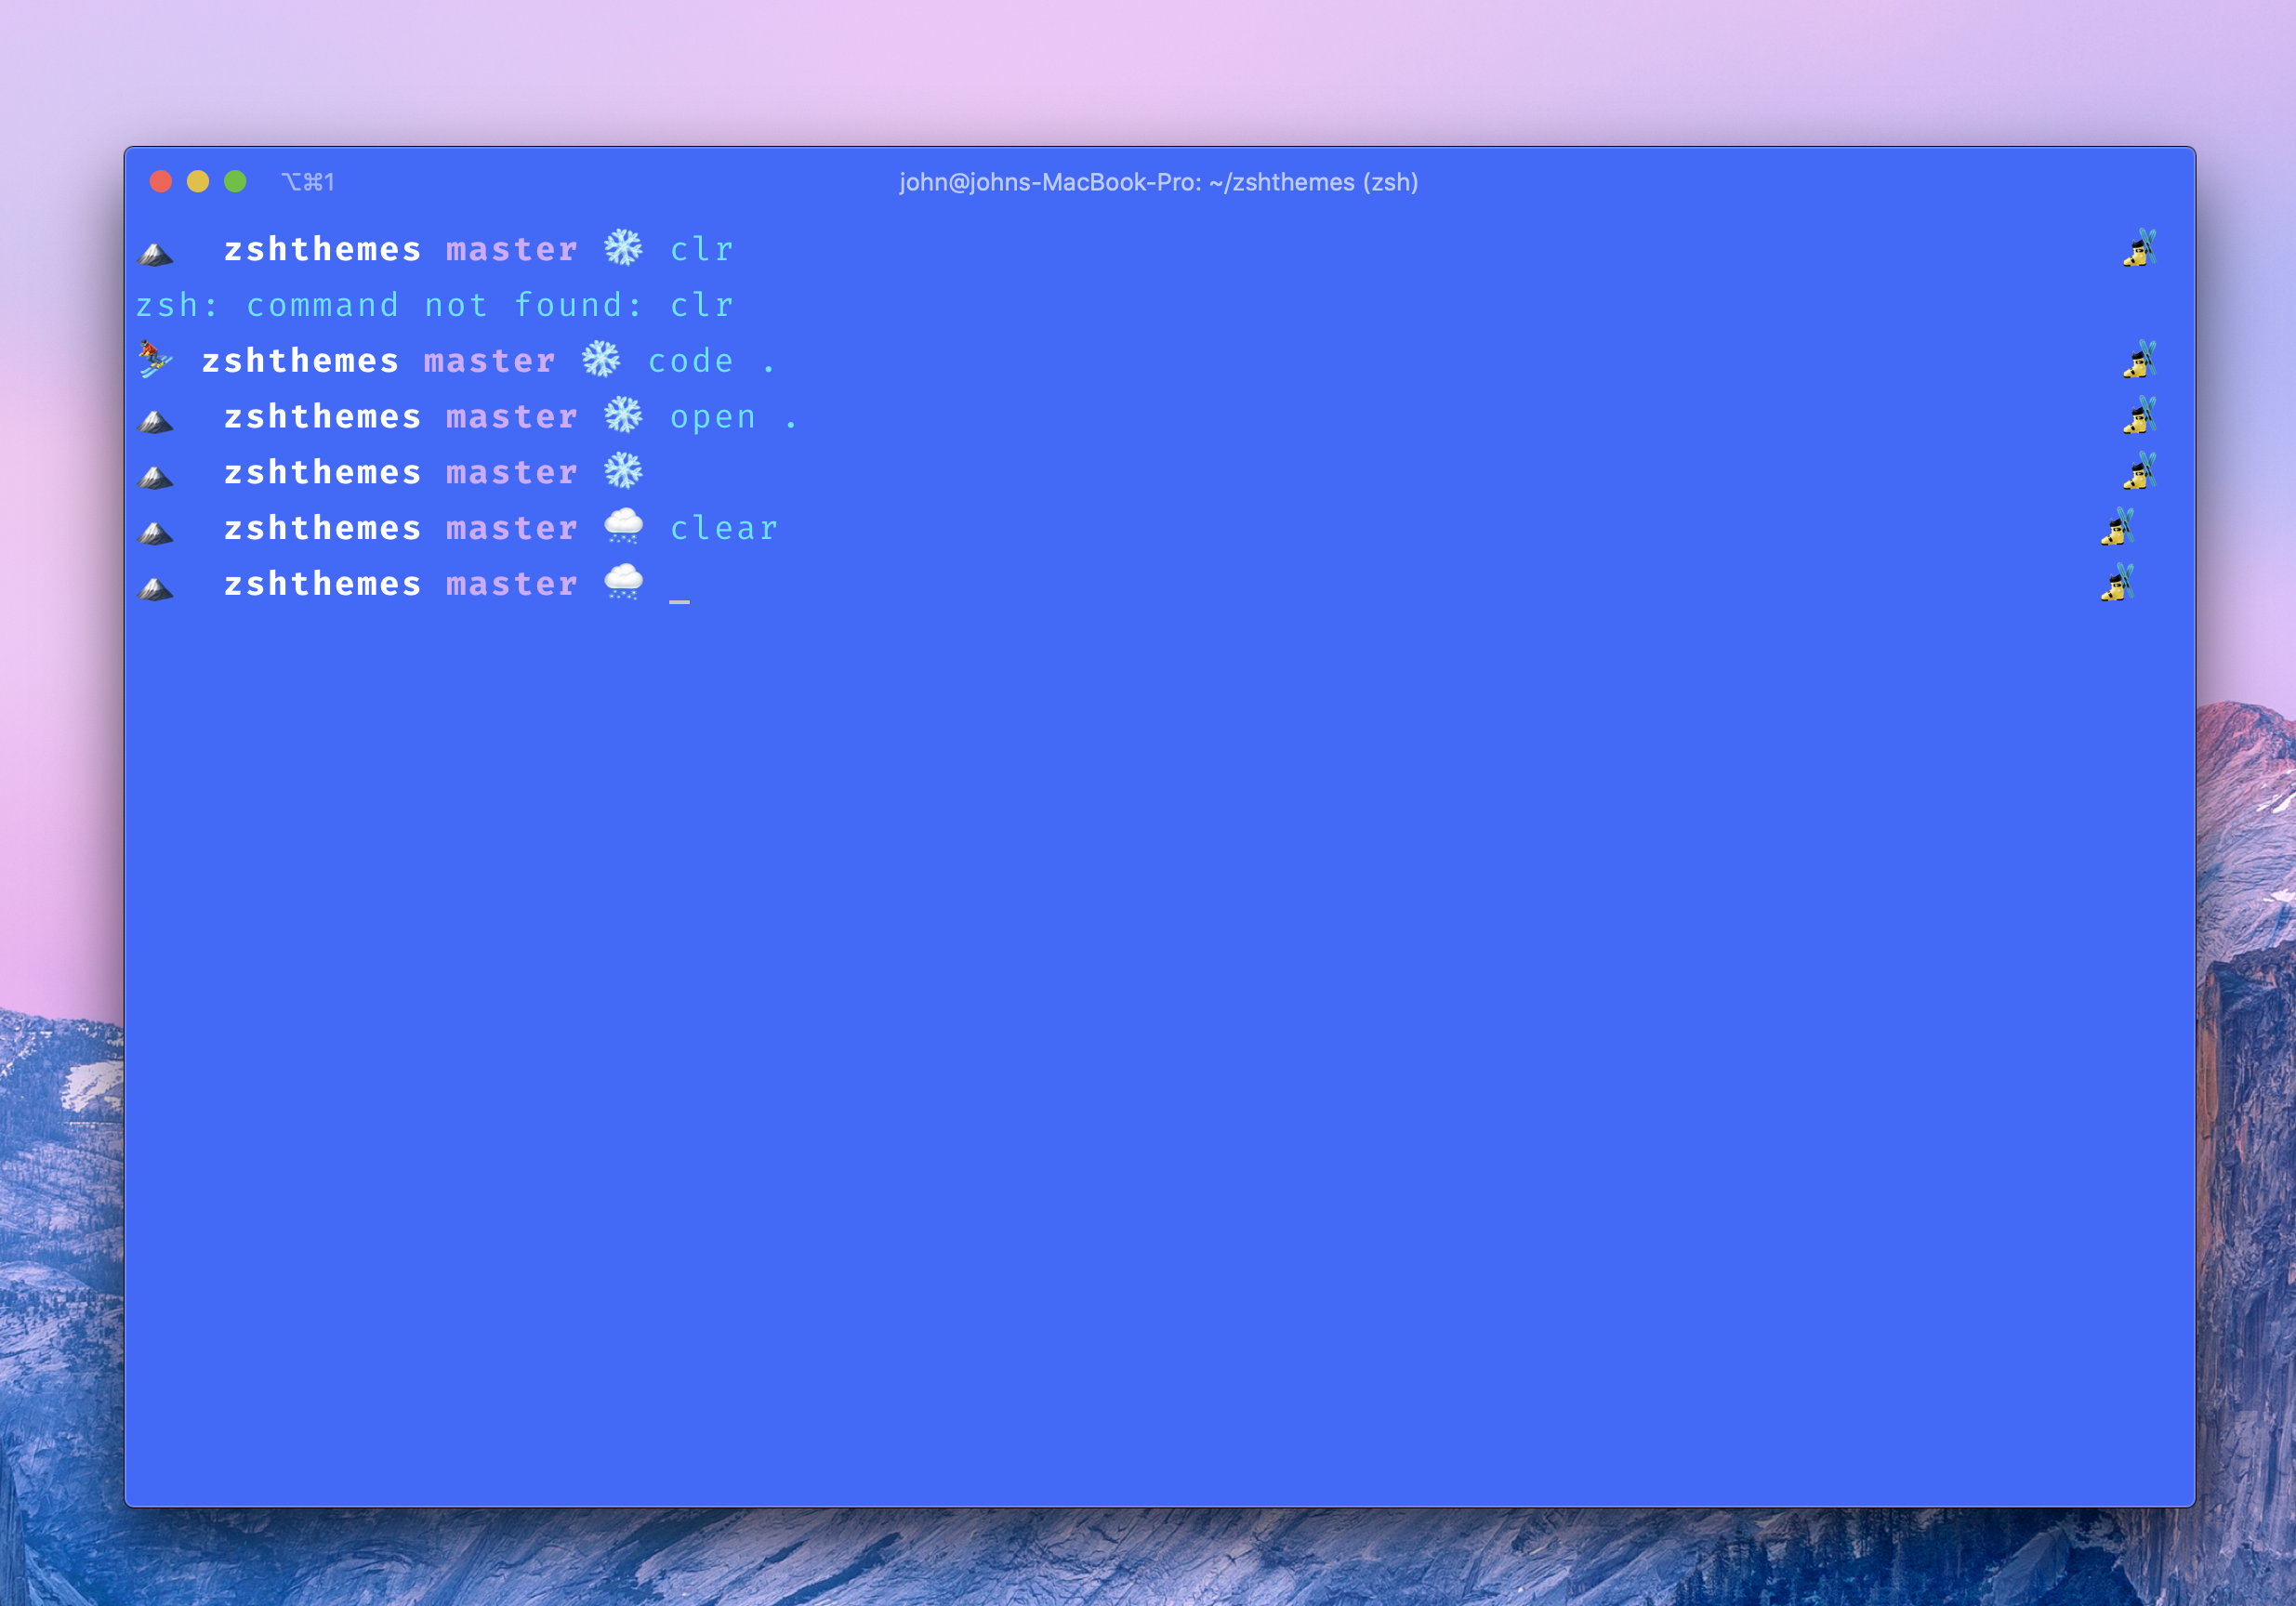 ⌥⌘1 john@johns-MacBook-Pro: ~/zshthemes (zsh)
zshthemes master clr
zsh: command not found: clr
zshthemes master code .
zshthemes master open .
zshthemes master
zshthemes master clear
zshthemes master _